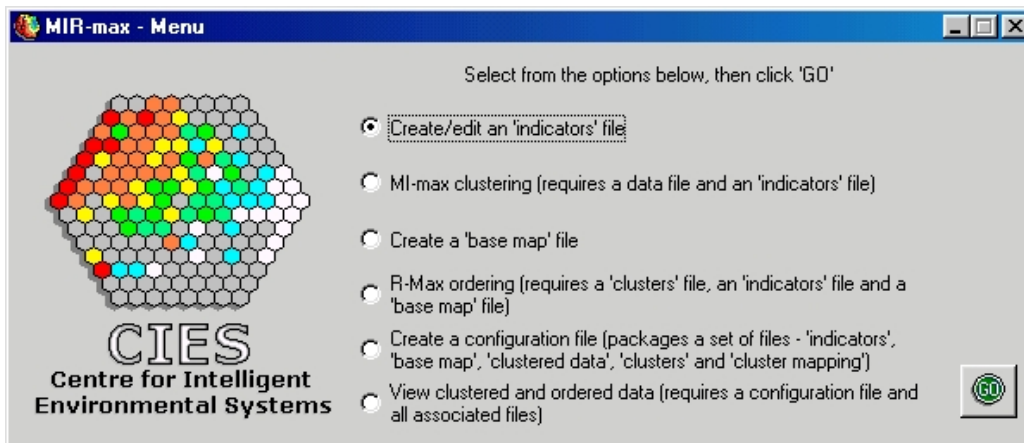 MIR-max - Menu
Select from the options below, then click 'GO'
Create/edit an 'indicators' file
MI-max clustering (requires a data file and an 'indicators' file)
Create a 'base map' file
R-Max ordering (requires a 'clusters' file, an 'indicators' file and a
'base map' file)
Create a configuration file (packages a set of files - 'indicators',
'base map', 'clustered data', 'clusters' and 'cluster mapping')
View clustered and ordered data (requires a configuration file and
all associated files)
CIES
Centre for Intelligent
Environmental Systems
GO